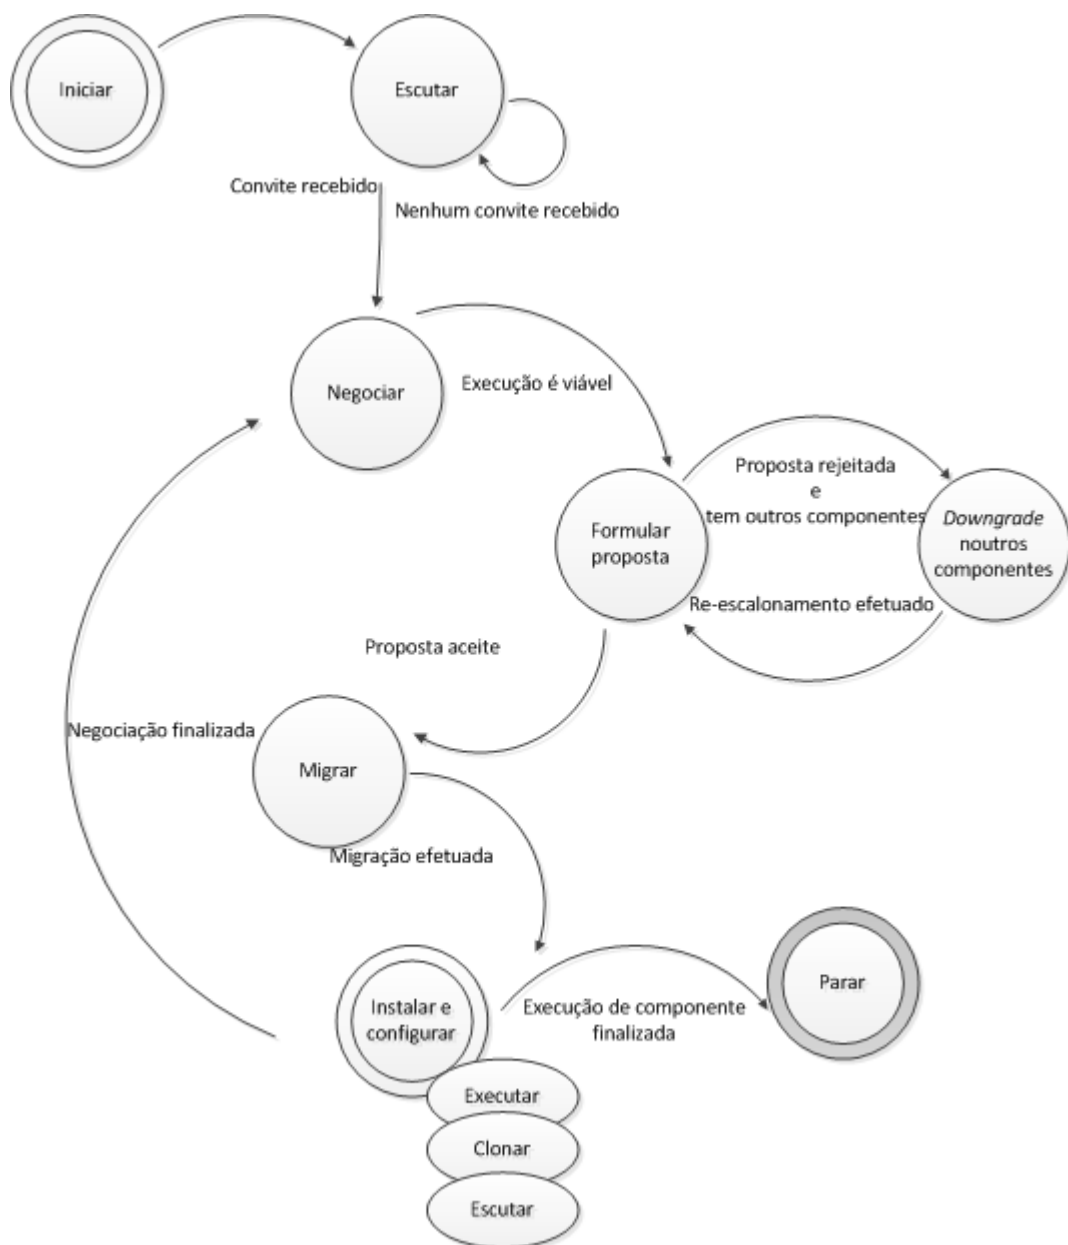 Iniciar
Escutar
Convite recebido
Nenhum convite recebido
Negociar
Execução é viável
Proposta rejeitada
e
tem outros componentes
Formular
proposta
Downgrade
noutros
componentes
Re-escalonamento efetuado
Proposta aceite
Negociação finalizada
Migrar
Migração efetuada
Instalar e
configurar
Execução de componente
finalizada
Parar
Executar
Clonar
Escutar